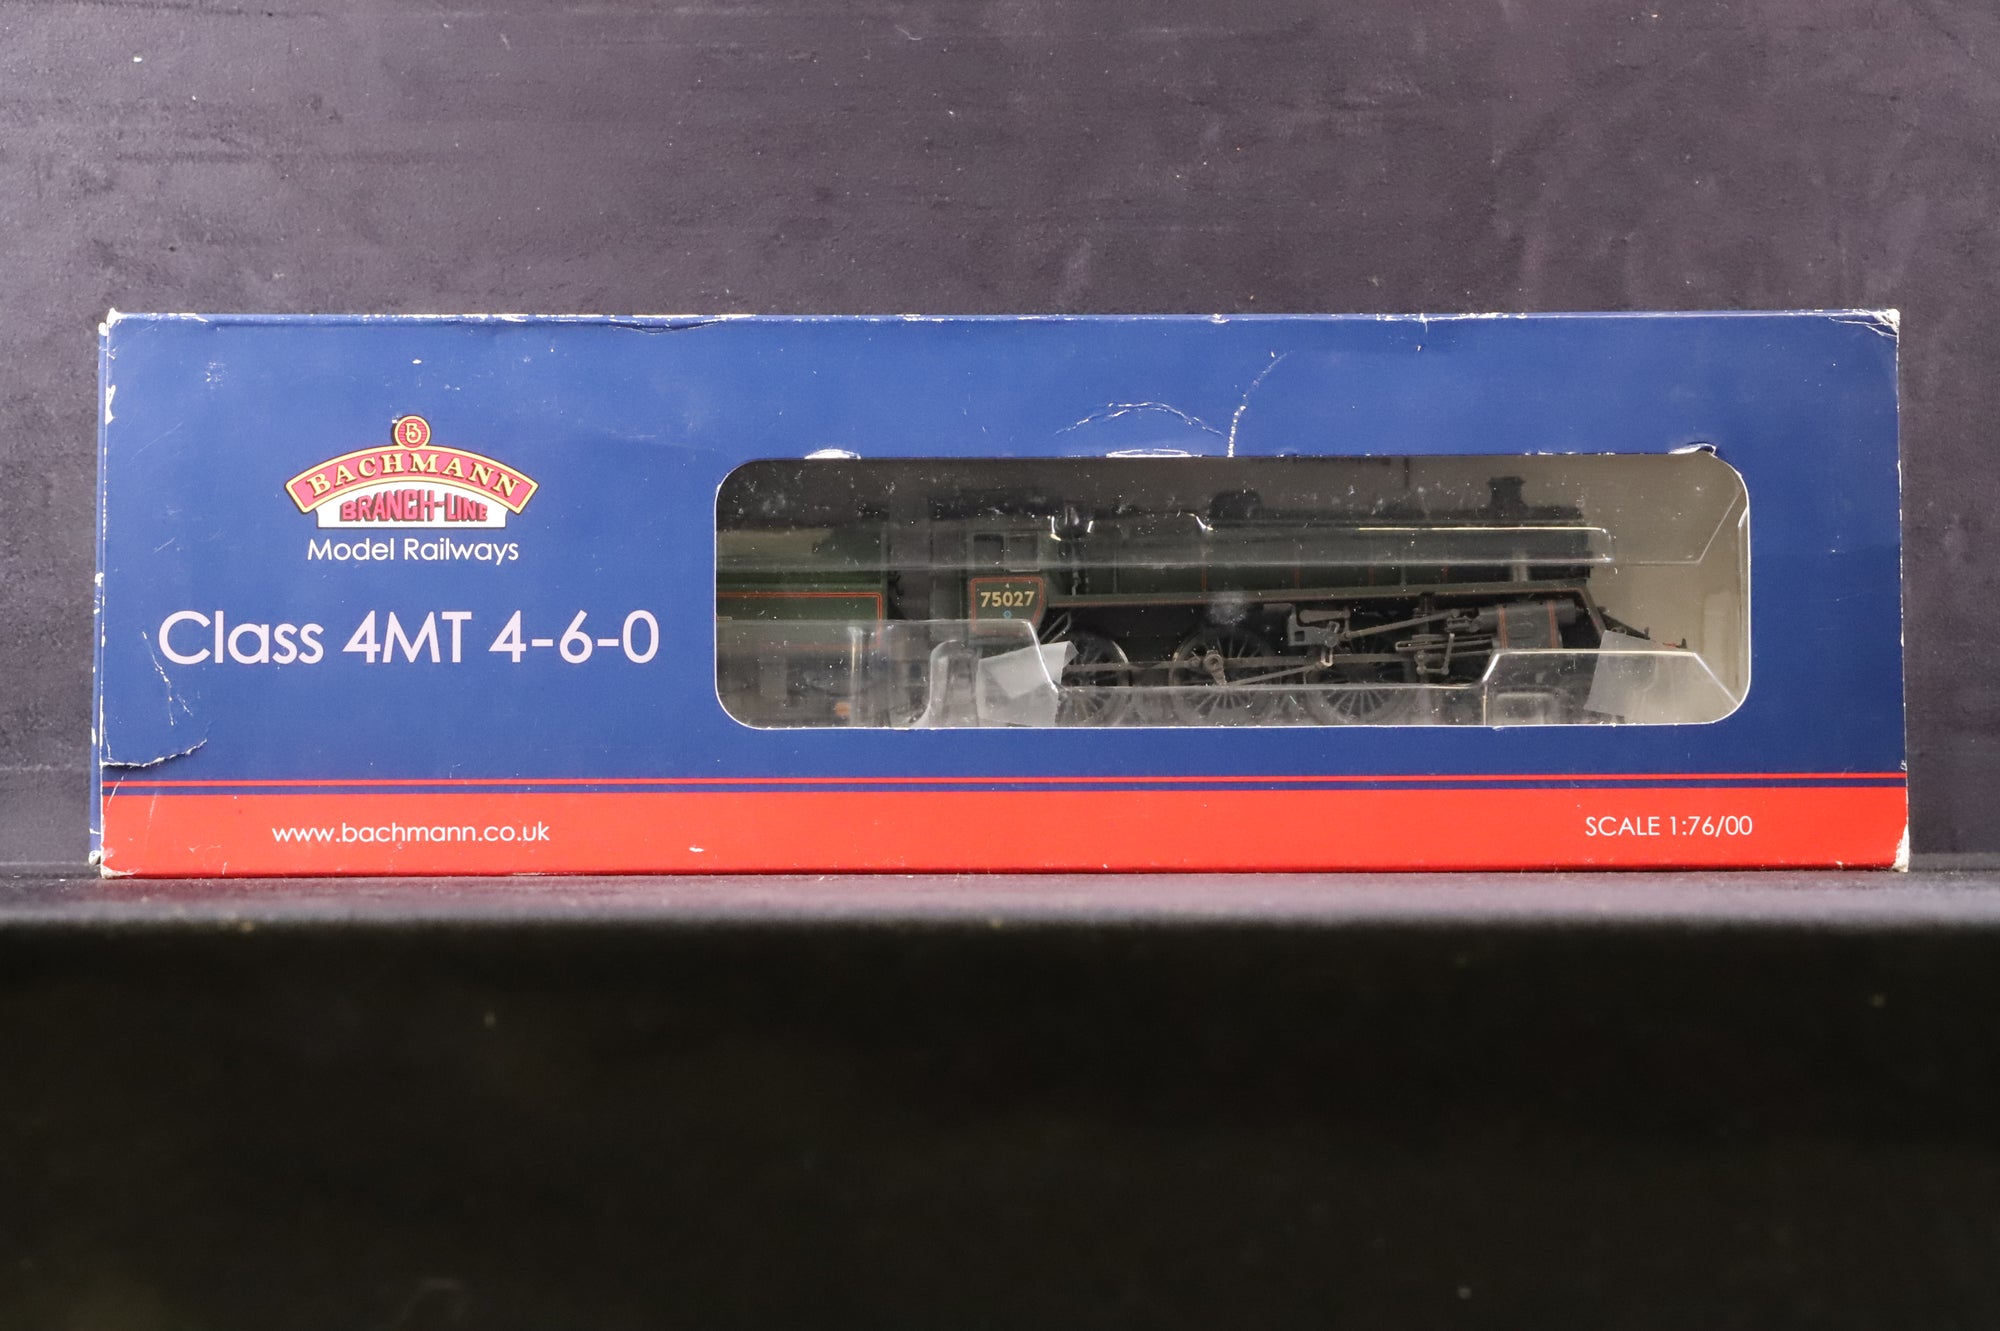 B
BACHMANN
BRANCH-LINE
Model Railways
Class 4MT 4-6-0
4
75027
www.bachmann.co.uk
SCALE 1:76/00